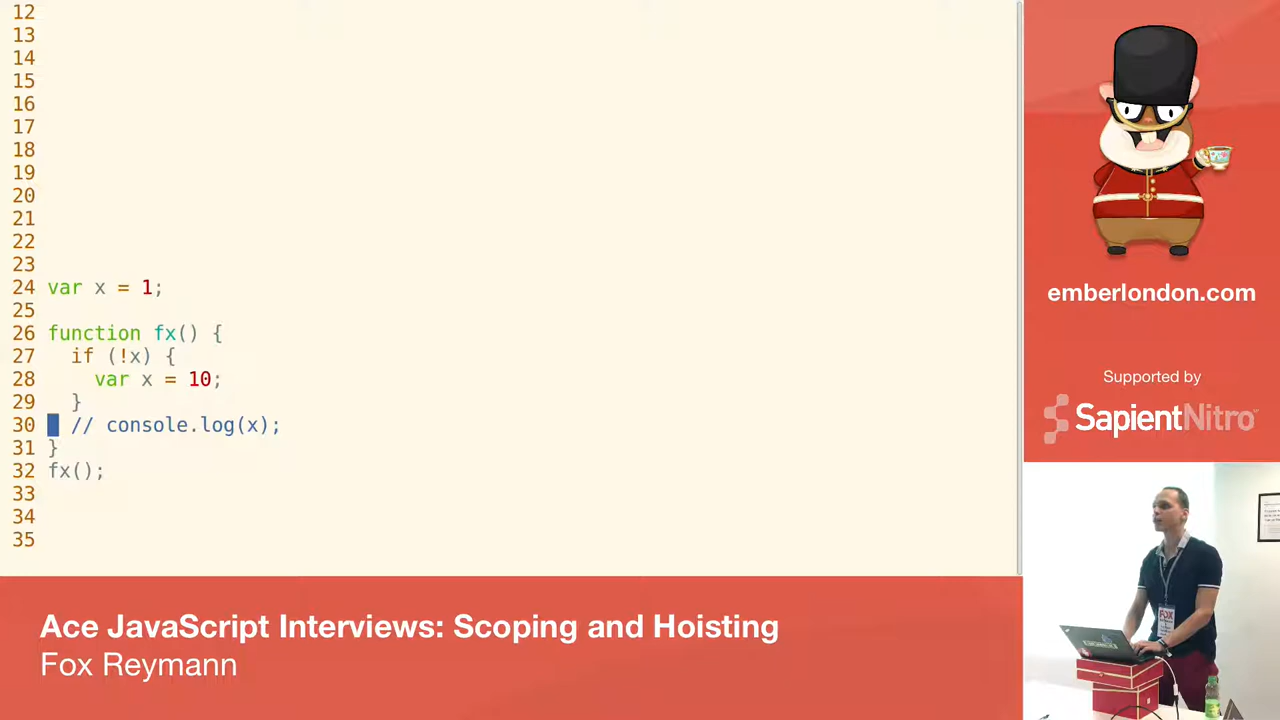 12
13
14
15
16
17
18
19
20
21
22
23
24 var x = 1;
25
26 function fx() {
27   if (!x) {
28     var x = 10;
29   }
30   // console.log(x);
31 }
32 fx();
33
34
35
emberlondon.com
Supported by
SapientNitro
FOX
Ace JavaScript Interviews: Scoping and Hoisting
Fox Reymann